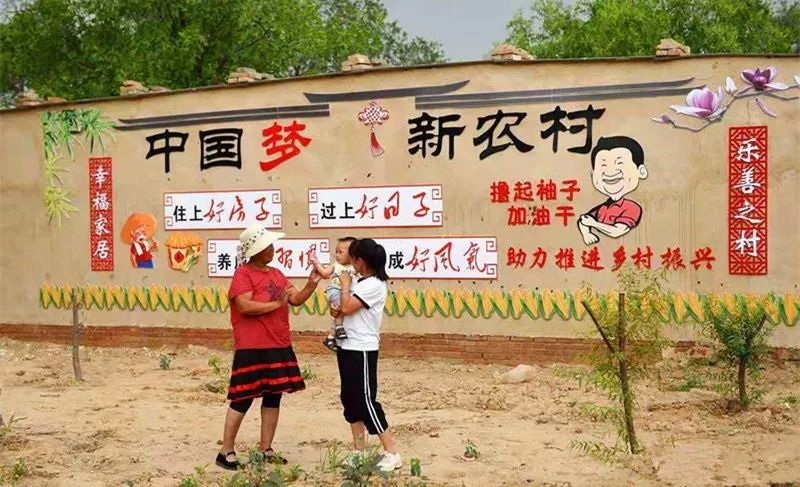 中国梦 新农村
幸福家居
住上好房子
过上好日子
养 习惯
成好风气
撸起袖子
加油干
助力推进乡村振兴
乐善之村